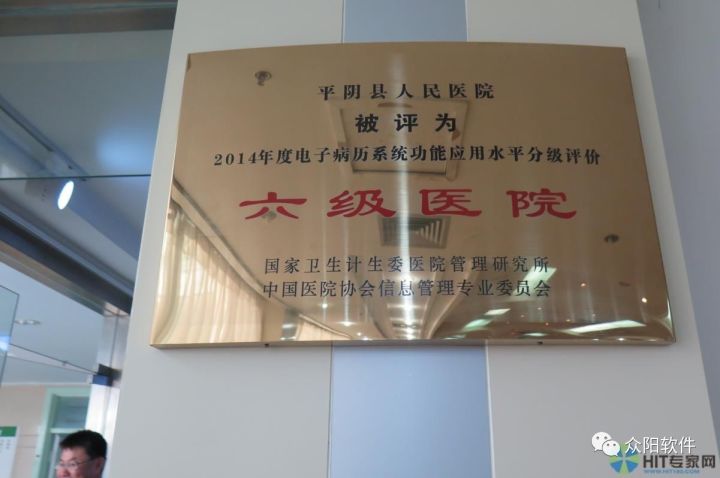 平阴县人民医院
被评为
2014年度电子病历系统功能应用水平分级评价
六级医院
国家卫生计生委医院管理研究所
中国医院协会信息管理专业委员会
众阳软件
HIT专家网
www.HIT180.com